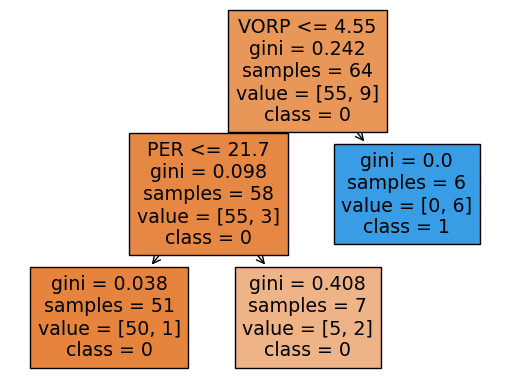 VORP <= 4.55
gini = 0.242
samples = 64
value = [55, 9]
class = 0
PER <= 21.7
gini = 0.098
samples = 58
value = [55, 3]
class = 0
gini = 0.0
samples = 6
value = [0, 6]
class = 1
gini = 0.038
samples = 51
value = [50, 1]
class = 0
gini = 0.408
samples = 7
value = [5, 2]
class = 0